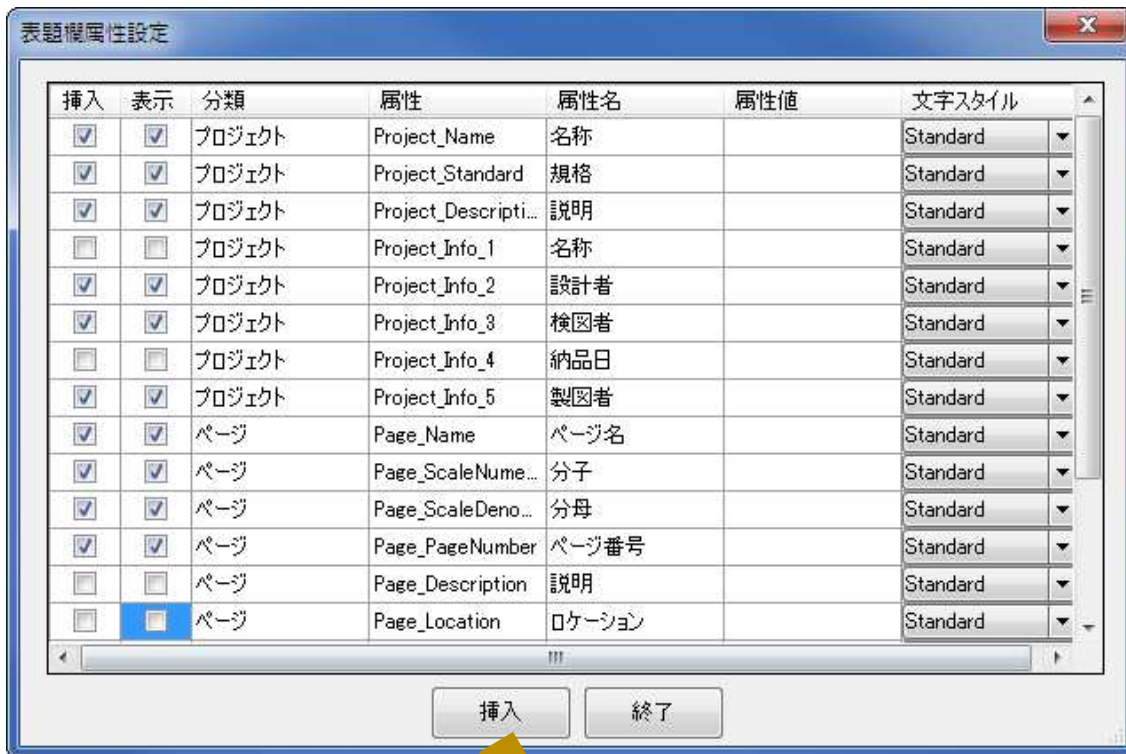 表題欄属性設定
挿入 表示 分類 属性 属性名 属性値 文字スタイル
プロジェクト Project_Name 名称 Standard
プロジェクト Project_Standard 規格 Standard
プロジェクト Project_Descripti... 説明 Standard
プロジェクト Project_Info_1 名称 Standard
プロジェクト Project_Info_2 設計者 Standard
プロジェクト Project_Info_3 検図者 Standard
プロジェクト Project_Info_4 納品日 Standard
プロジェクト Project_Info_5 製図者 Standard
ページ Page_Name ページ名 Standard
ページ Page_ScaleNume... 分子 Standard
ページ Page_ScaleDeno... 分母 Standard
ページ Page_PageNumber ページ番号 Standard
ページ Page_Description 説明 Standard
ページ Page_Location ロケーション Standard
挿入 終了